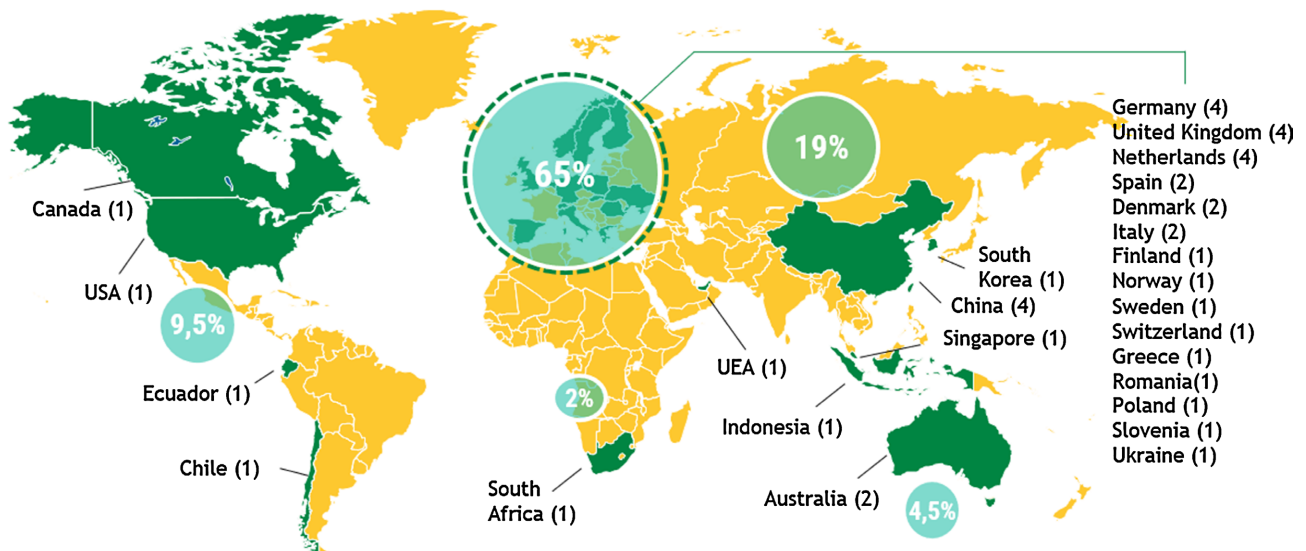 Canada (1)
USA (1)
9,5%
Ecuador (1)
Chile (1)
65%
2%
South
Africa (1)
19%
UEA (1)
South
Korea (1)
China (4)
Singapore (1)
Indonesia (1)
Australia (2)
4,5%
Germany (4)
United Kingdom (4)
Netherlands (4)
Spain (2)
Denmark (2)
Italy (2)
Finland (1)
Norway (1)
Sweden (1)
Switzerland (1)
Greece (1)
Romania(1)
Poland (1)
Slovenia (1)
Ukraine (1)